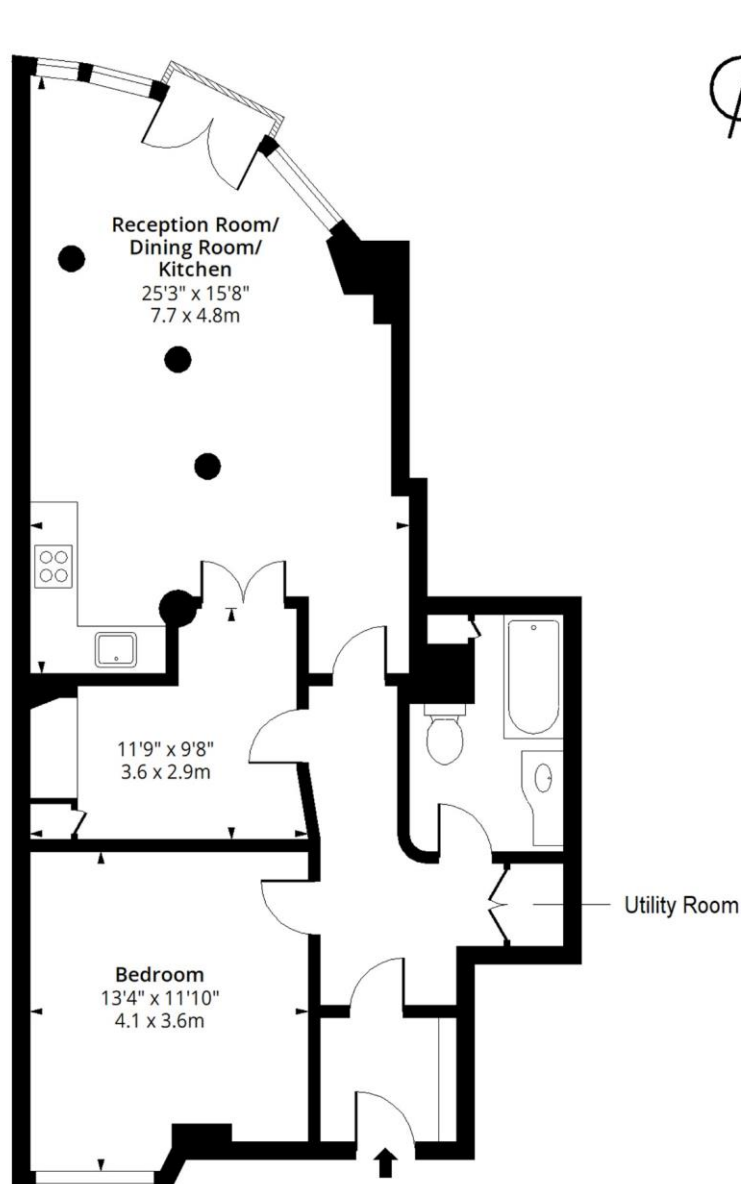 Reception Room/
Dining Room/
Kitchen
25'3" x 15'8"
7.7 x 4.8m
11'9" x 9'8"
3.6 x 2.9m
Utility Room
Bedroom
13'4" x 11'10"
4.1 x 3.6m